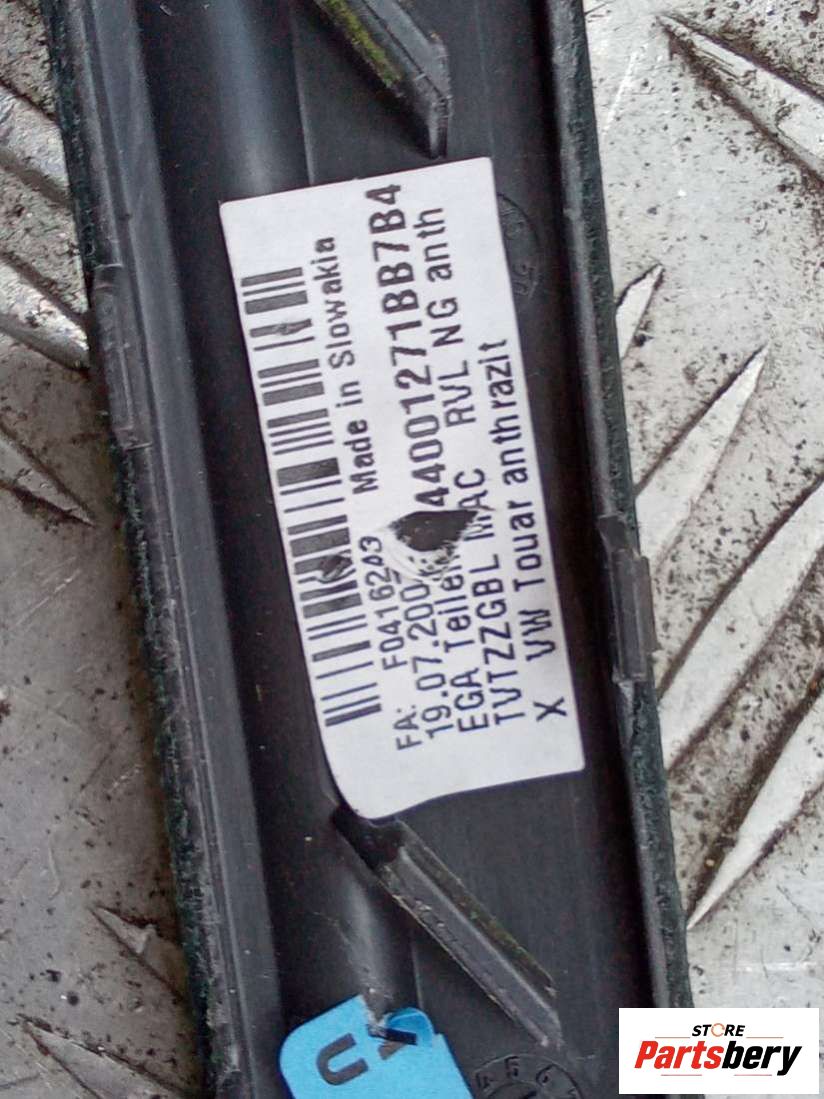 Made in Slowakia
FA: F0416243
19.07.200 44001271BB7B4
EGA Teile RVL NG anth
TVTZZGBL MAC
X VW Touar anthrazit
STORE
Partsbery